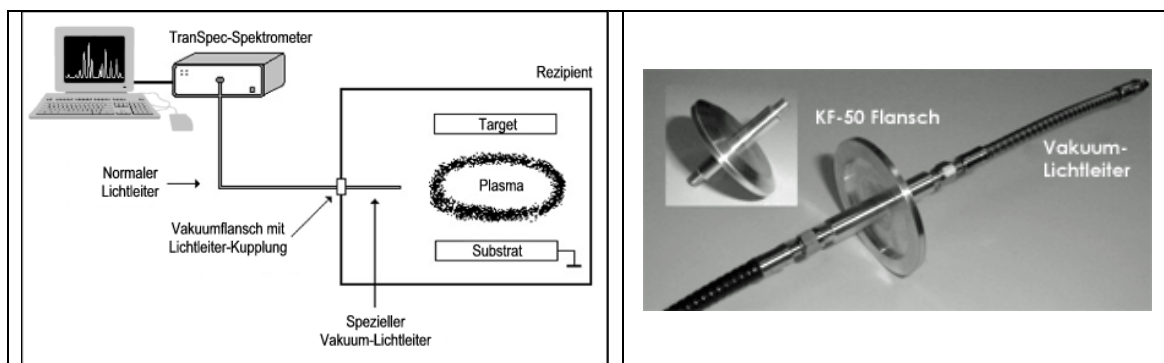 TranSpec-Spektrometer
Rezipient
Target
Plasma
Substrat
Normaler
Lichtleiter
Vakuumflansch mit
Lichtleiter-Kupplung
Spezieller
Vakuum-Lichtleiter
KF-50 Flansch
Vakuum-
Lichtleiter